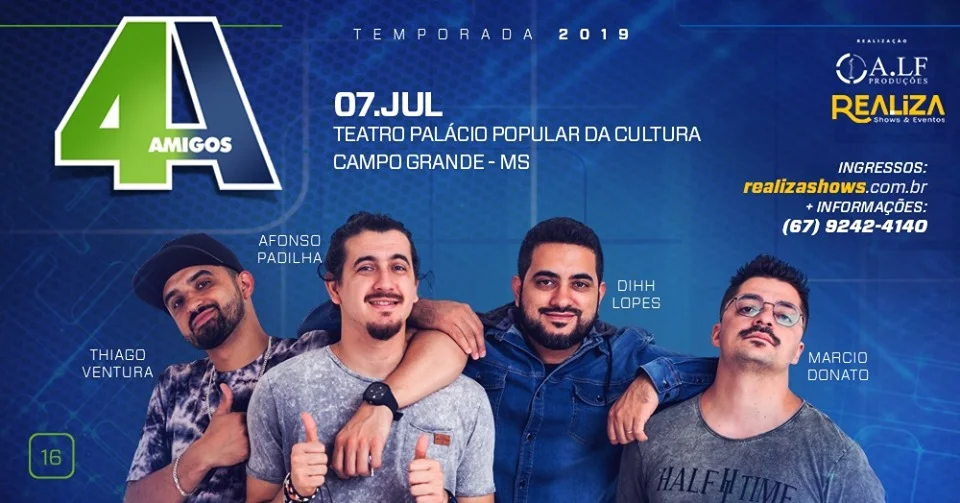 4A
AMIGOS
TEMPORADA 2019
07.JUL
TEATRO PALÁCIO POPULAR DA CULTURA
CAMPO GRANDE - MS
REALIZAÇÃO
A.LF
PRODUÇÕES
REALIZA
Shows & Eventos
INGRESSOS:
realizashows.com.br
+ INFORMAÇÕES:
(67) 9242-4140
THIAGO
VENTURA
AFONSO
PADILHA
DIHH
LOPES
MARCIO
DONATO
16
HALF TIME